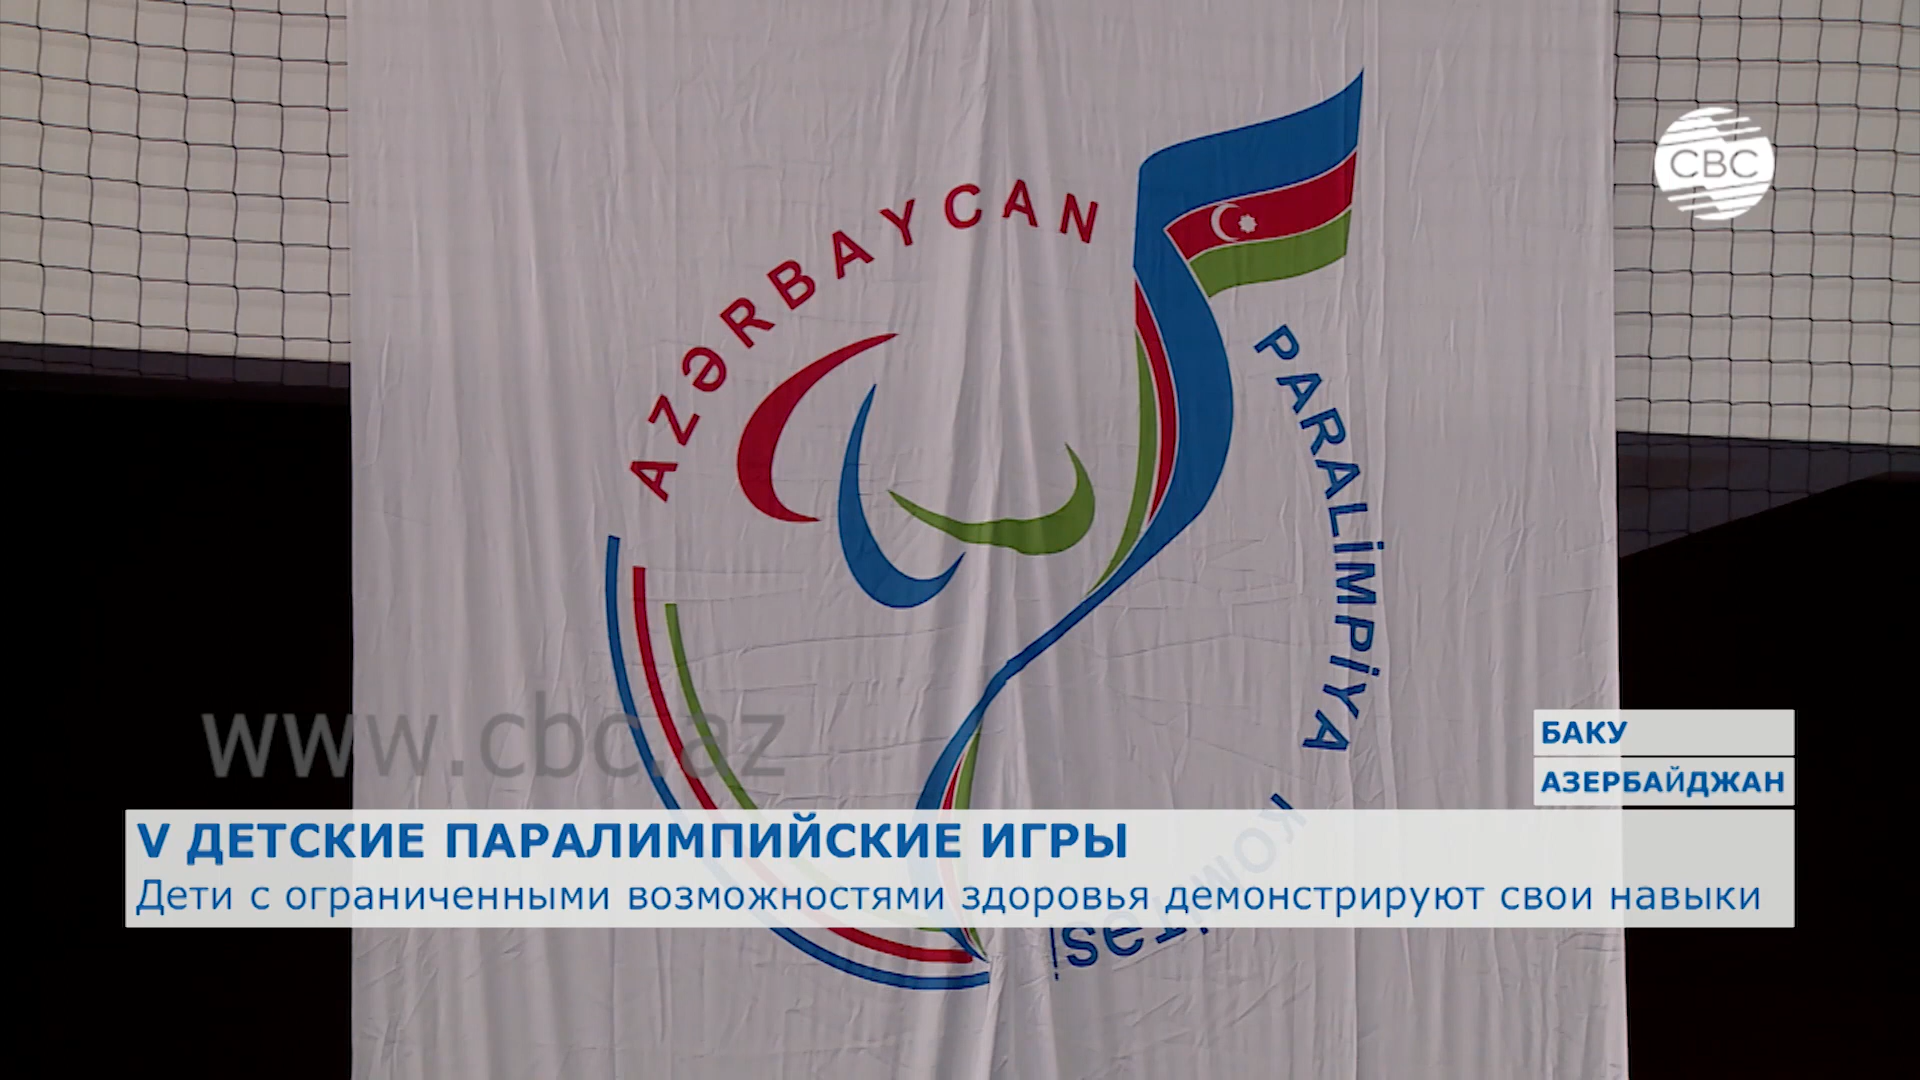 CBC
AZƏRBAYCAN
PARALİMPİYA
www.cbc.az
БАКУ
АЗЕРБАЙДЖАН
V ДЕТСКИЕ ПАРАЛИМПИЙСКИЕ ИГРЫ
Дети с ограниченными возможностями здоровья демонстрируют свои навыки